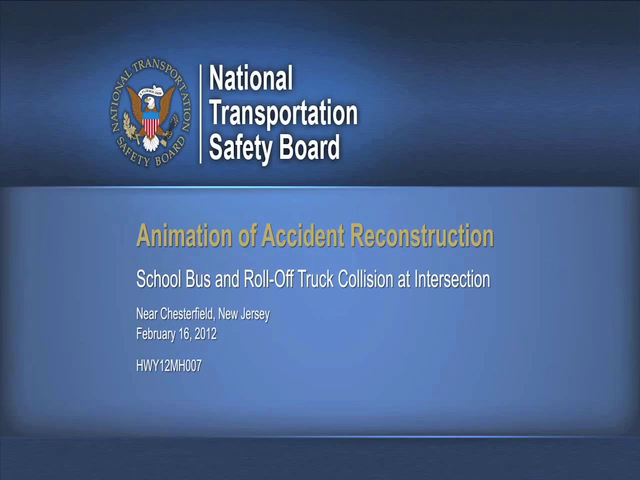 NATIONAL TRANSPORTATION SAFETY BOARD
National
Transportation
Safety Board
Animation of Accident Reconstruction
School Bus and Roll-Off Truck Collision at Intersection
Near Chesterfield, New Jersey
February 16, 2012
HWY12MH007